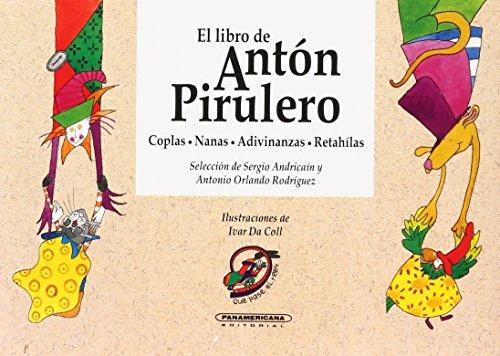 El libro de
Antón
Pirulero
Coplas • Nanas • Adivinanzas • Retahílas
Selección de Sergio Andricaín y
Antonio Orlando Rodríguez
Ilustraciones de
Ivar Da Coll
QUE PASE EL TREN
PANAMERICANA
EDITORIAL